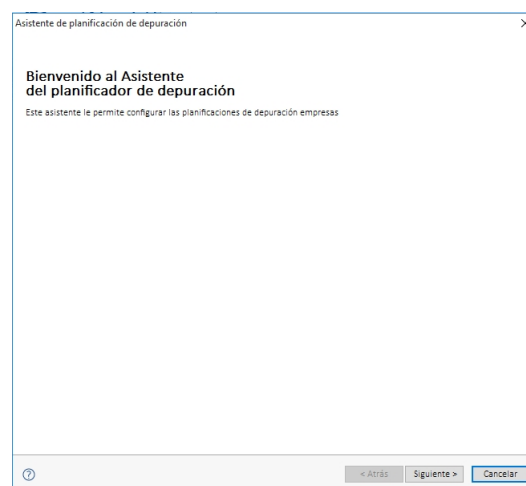 Asistente de planificación de depuración
Bienvenido al Asistente
del planificador de depuración
Este asistente le permite configurar las planificaciones de depuración empresas
< Atrás Siguiente > Cancelar